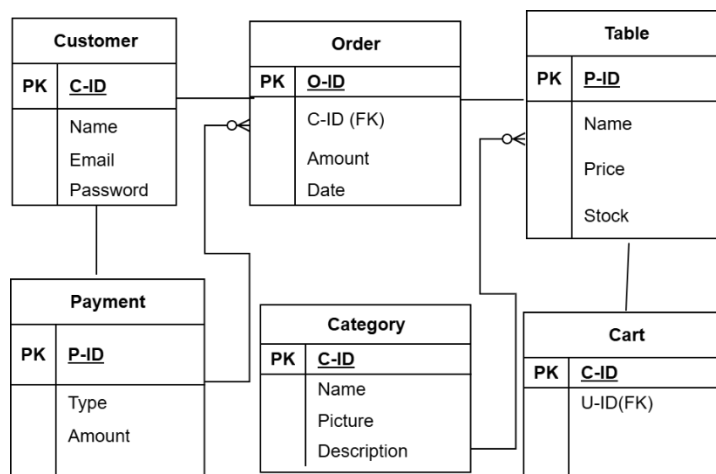 Customer
PK C-ID
Name
Email
Password
Order
PK O-ID
C-ID (FK)
Amount
Date
Table
PK P-ID
Name
Price
Stock
Payment
PK P-ID
Type
Amount
Category
PK C-ID
Name
Picture
Description
Cart
PK C-ID
U-ID(FK)